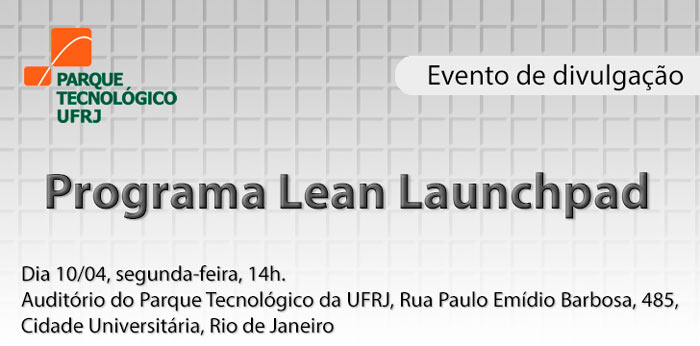 PARQUE
TECNOLÓGICO
UFRJ
Evento de divulgação
Programa Lean Launchpad
Dia 10/04, segunda-feira, 14h.
Auditório do Parque Tecnológico da UFRJ, Rua Paulo Emídio Barbosa, 485,
Cidade Universitária, Rio de Janeiro